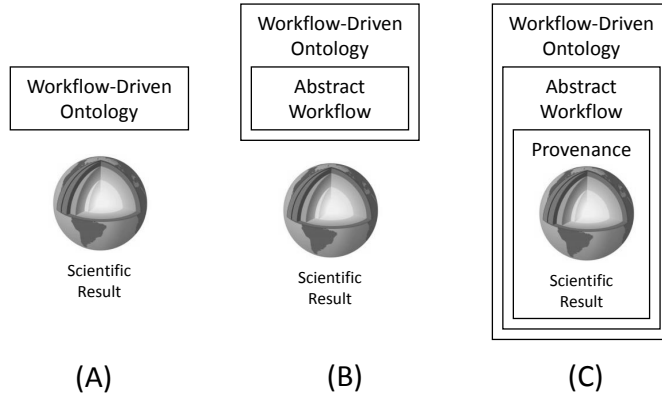 Workflow-Driven
Ontology
Scientific
Result
(A)
Workflow-Driven
Ontology
Abstract
Workflow
Scientific
Result
(B)
Workflow-Driven
Ontology
Abstract
Workflow
Provenance
Scientific
Result
(C)